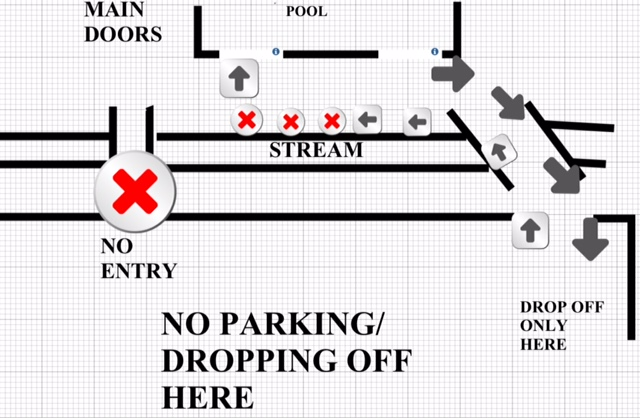 MAIN
DOORS
POOL
STREAM
NO
ENTRY
NO PARKING/
DROPPING OFF
HERE
DROP OFF
ONLY
HERE